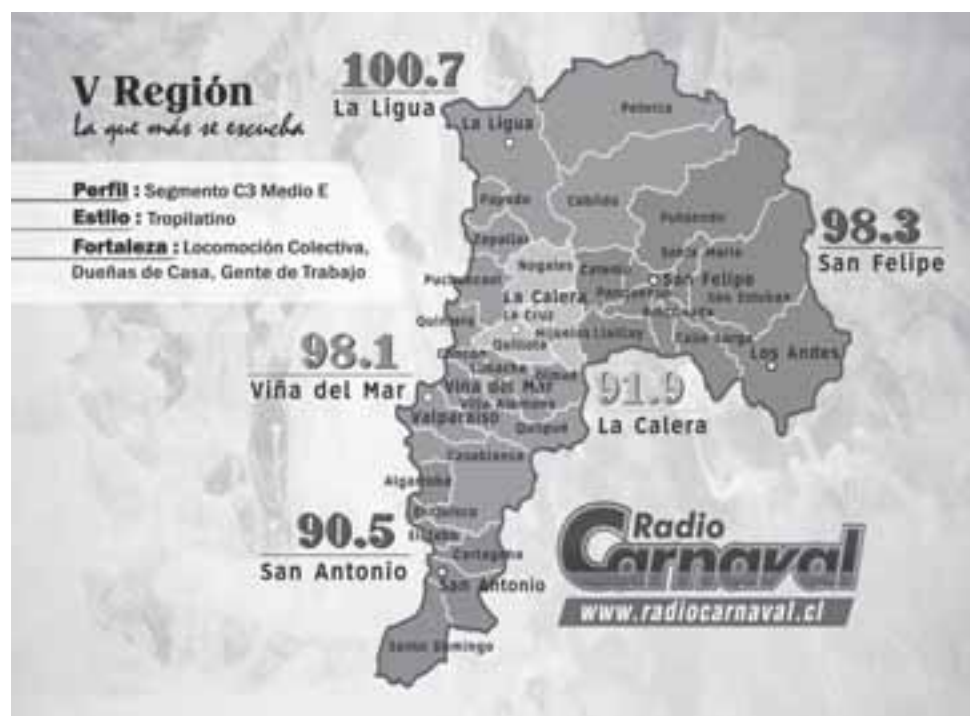 V Región
La que más se escucha
Perfil : Segmento C3 Medio E
Estilo : Tropilatino
Fortaleza : Locomoción Colectiva,
Dueñas de Casa, Gente de Trabajo
100.7
La Ligua
98.3
San Felipe
98.1
Viña del Mar
91.9
La Calera
90.5
San Antonio
La Ligua
Petorca
Papudo
Cabildo
Zapallar
Putaendo
Santa María
Nogales
Catemu
San Felipe
Puchuncaví
La Calera
Panquehue
San Esteban
La Cruz
Quintero
Hijuelas
Llaillay
Calle Larga
Quillota
Los Andes
Limache
Olmué
Viña del Mar
Villa Alemana
Valparaíso
Quilpué
Casablanca
Algarrobo
El Quisco
El Tabo
Cartagena
San Antonio
Santo Domingo
Radio
Carnaval
www.radiocarnaval.cl